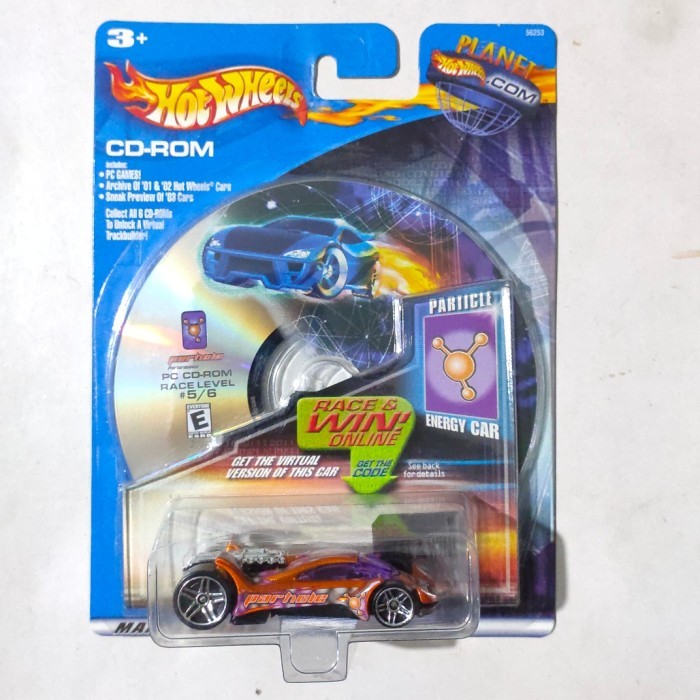 3+
56253
HOT WHEELS
PLANET
HOT WHEELS
.COM
CD-ROM
Includes:
• PC GAMES!
• Archive Of '01 & '02 Hot Wheels® Cars
• Sneak Preview Of '03 Cars
Collect All 6 CD-ROMs
To Unlock A Virtual
Trackbuilder!
particle
PC CD-ROM
RACE LEVEL
#5/6
EVERYONE
E
ESRB
PARTICLE
ENERGY CAR
RACE &
WIN!
ONLINE
GET THE
CODE
See back
for details
GET THE VIRTUAL
VERSION OF THIS CAR
particle